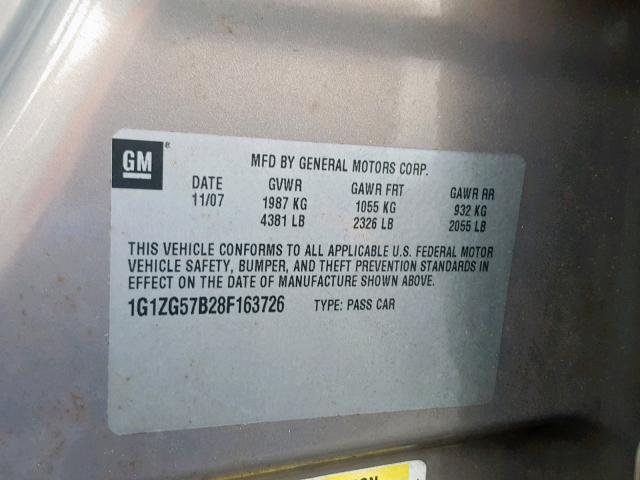 GM ®
MFD BY GENERAL MOTORS CORP.
DATE GVWR GAWR FRT GAWR RR
11/07 1987 KG 1055 KG 932 KG
4381 LB 2326 LB 2055 LB
THIS VEHICLE CONFORMS TO ALL APPLICABLE U.S. FEDERAL MOTOR
VEHICLE SAFETY, BUMPER, AND THEFT PREVENTION STANDARDS IN
EFFECT ON THE DATE OF MANUFACTURE SHOWN ABOVE.
1G1ZG57B28F163726 TYPE: PASS CAR